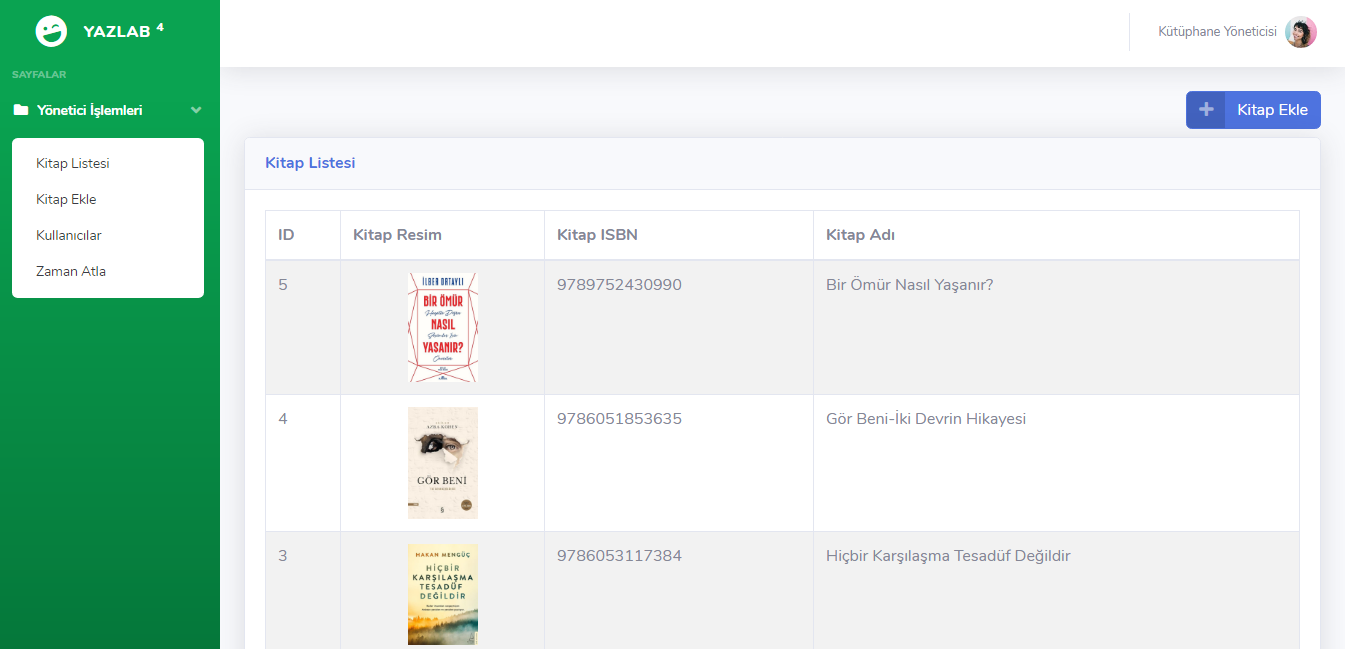 YAZLAB 4
Kütüphane Yöneticisi
SAYFALAR
Yönetici İşlemleri
Kitap Listesi
Kitap Ekle
Kullanıcılar
Zaman Atla
Kitap Ekle
Kitap Listesi
ID Kitap Resim Kitap ISBN Kitap Adı
5 9789752430990 Bir Ömür Nasıl Yaşanır?
İLBER ORTAYLI
BİR ÖMÜR
NASIL
YAŞANIR?
4 9786051853635 Gör Beni-İki Devrin Hikayesi
GÖR BENİ
3 9786053117384 Hiçbir Karşılaşma Tesadüf Değildir
HAKAN MENGÜÇ
HİÇBİR
KARŞILAŞMA
TESADÜF
DEĞİLDİR